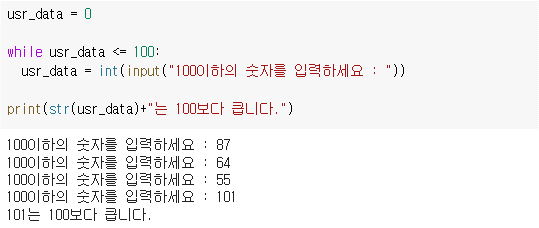 usr_data = 0
while usr_data <= 100:
  usr_data = int(input("100이하의 숫자를 입력하세요 : "))
print(str(usr_data)+"는 100보다 큽니다.")
100이하의 숫자를 입력하세요 : 87
100이하의 숫자를 입력하세요 : 64
100이하의 숫자를 입력하세요 : 55
100이하의 숫자를 입력하세요 : 101
101는 100보다 큽니다.